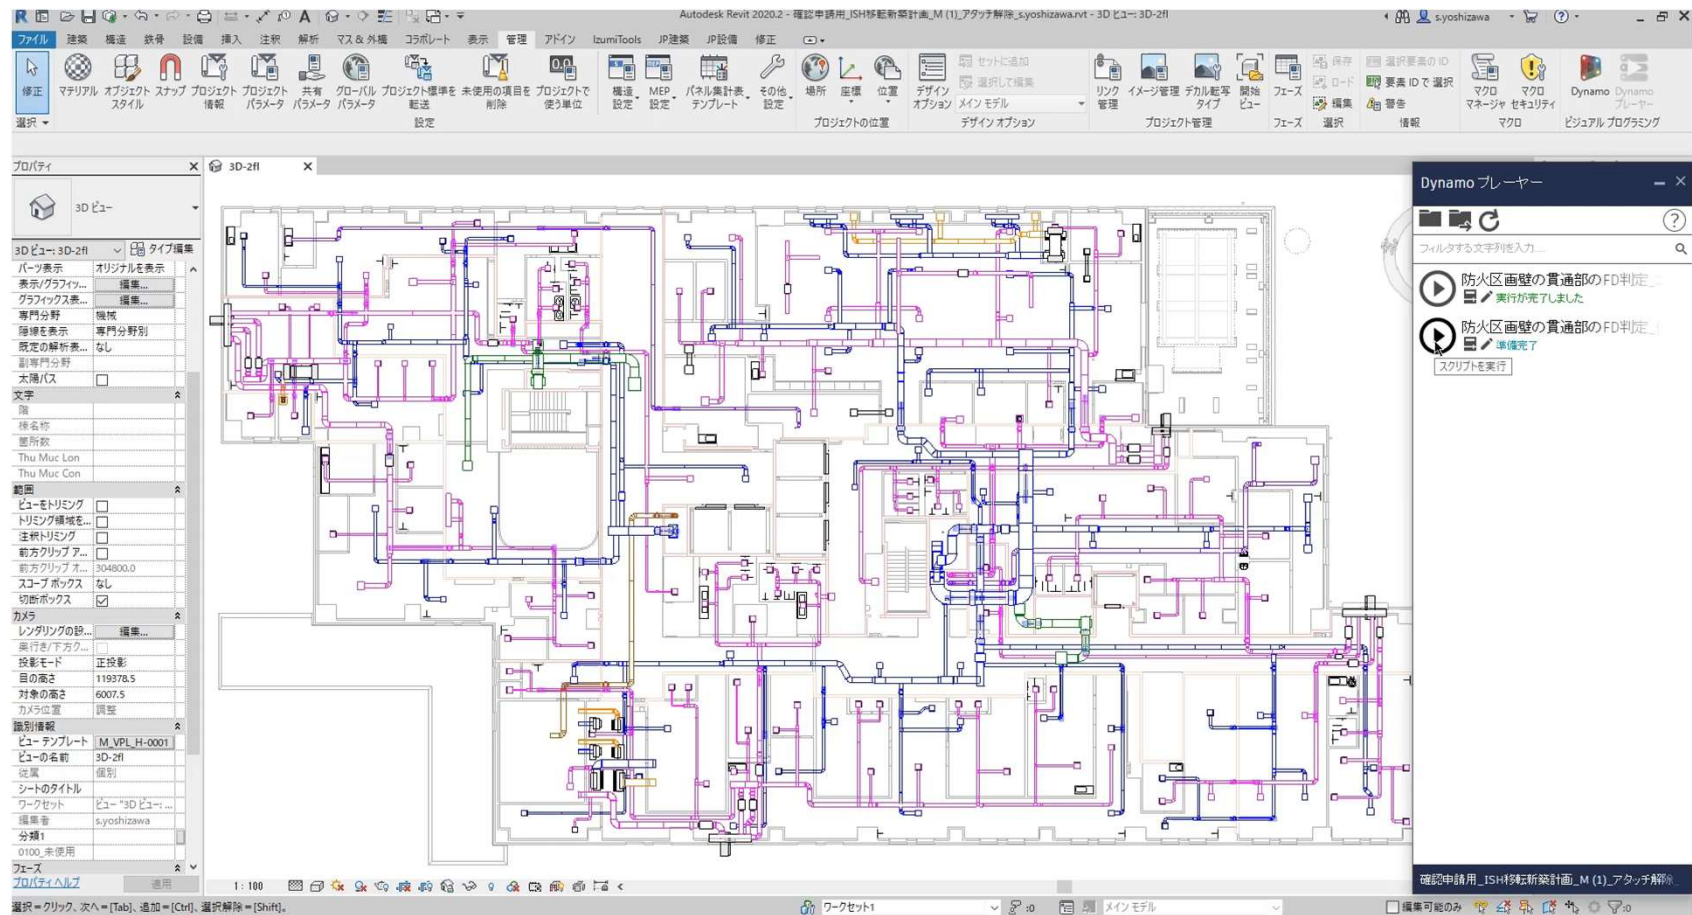 Autodesk Revit 2020.2 - 確認申請用_ISH移転新築計画_M (1)_アタッチ解除_s.yoshizawa.rvt - 3D ビュー: 3D-2fl
s.yoshizawa
ファイル 建築 構造 鉄骨 設備 挿入 注釈 解析 マス & 外構 コラボレート 表示 管理 アドイン IzumiTools JP建築 JP設備 修正
修正 マテリアル オブジェクト スタイル スナップ プロジェクト 情報 プロジェクト パラメータ 共有 パラメータ グローバル パラメータ プロジェクト標準を 転送 未使用の項目を 削除 プロジェクトで 使う単位 構造 設定 MEP 設定 パネル集計表 テンプレート その他 設定 場所 座標 位置 デザイン オプション セットに追加 選択して編集 メイン モデル リンク 管理 イメージ管理 デカル転写 タイプ 開始 ビュー フェーズ 保存 ロード 編集 選択要素の ID 要素 ID で選択 警告 マクロ マネージャ マクロ セキュリティ Dynamo Dynamo プレーヤー
選択 設定 プロジェクトの位置 デザイン オプション プロジェクト管理 フェーズ 選択 情報 マクロ ビジュアル プログラミング
プロパティ
3D-2fl
3D ビュー
3D ビュー: 3D-2fl タイプ編集
パーツ表示 オリジナルを表示
表示/グラフィッ... 編集...
グラフィックス表... 編集...
専門分野 機械
隠線を表示 専門分野別
既定の解析表... なし
副専門分野
太陽パス
文字
階
棟名称
箇所数
Thu Muc Lon
Thu Muc Con
範囲
ビューをトリミング
トリミング領域を...
注釈トリミング
前方クリップ ア...
前方クリップ オ... 304800.0
スコープ ボックス なし
切断ボックス
カメラ
レンダリングの設... 編集...
奥行き/下方ク...
投影モード 正投影
目の高さ 119378.5
対象の高さ 6007.5
カメラ位置 調整
識別情報
ビュー テンプレート M_VPL_H-0001
ビューの名前 3D-2fl
従属 個別
シートのタイトル
ワークセット ビュー "3D ビュー: ...
編集者 s.yoshizawa
分類1
0100_未使用
フェーズ
プロパティ ヘルプ 適用
Dynamo プレーヤー
フィルタする文字列を入力...
防火区画壁の貫通部のFD判定_
実行が完了しました
防火区画壁の貫通部のFD判定_
準備完了
スクリプトを実行
確認申請用_ISH移転新築計画_M (1)_アタッチ解除_
1 : 100
選択 = クリック、次へ = [Tab]、追加 = [Ctrl]、選択解除 = [Shift]。
ワークセット1 :0 メイン モデル 編集可能のみ :0